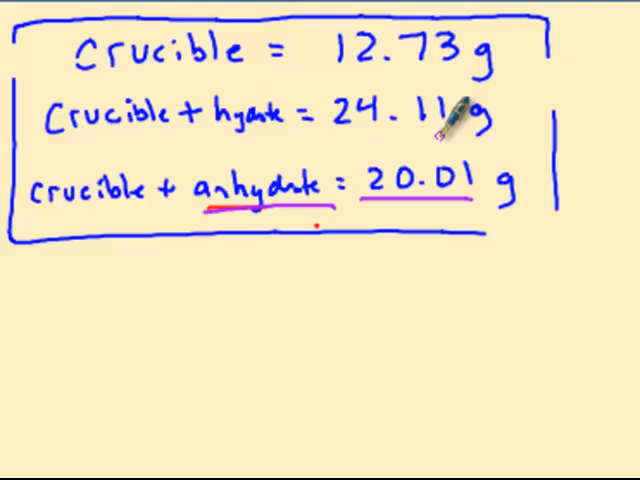 Crucible = 12.73 g
Crucible + hydrate = 24.11 g
crucible + anhydrate = 20.01 g